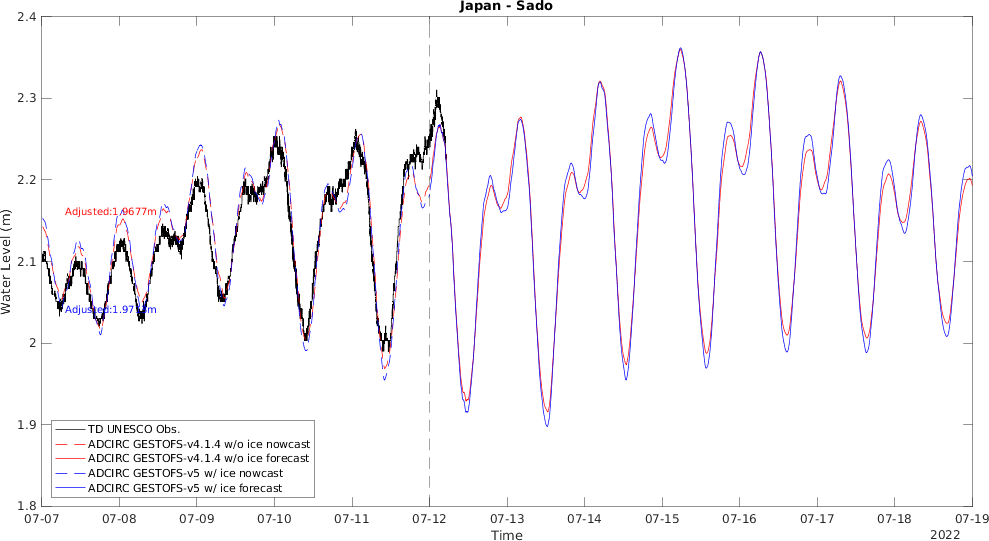 Japan - Sado
2.4
2.3
2.2
2.1
2
1.9
1.8
Water Level (m)
Adjusted:1.9677m
TD UNESCO Obs.
ADCIRC GESTOFS-v4.1.4 w/o ice nowcast
ADCIRC GESTOFS-v4.1.4 w/o ice forecast
ADCIRC GESTOFS-v5 w/ ice nowcast
ADCIRC GESTOFS-v5 w/ ice forecast
07-07 07-08 07-09 07-10 07-11 07-12 07-13 07-14 07-15 07-16 07-17 07-18 07-19
Time
2022